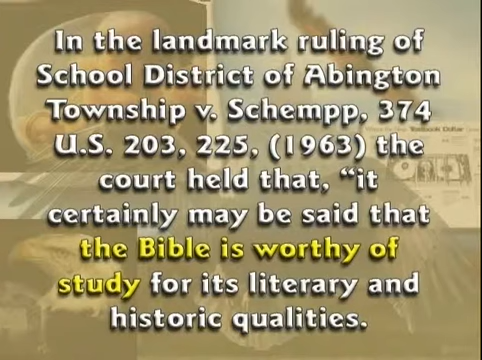 In the landmark ruling of
School District of Abington
Township v. Schempp, 374
U.S. 203, 225, (1963) the
court held that, “it
certainly may be said that
the Bible is worthy of
study for its literary and
historic qualities.